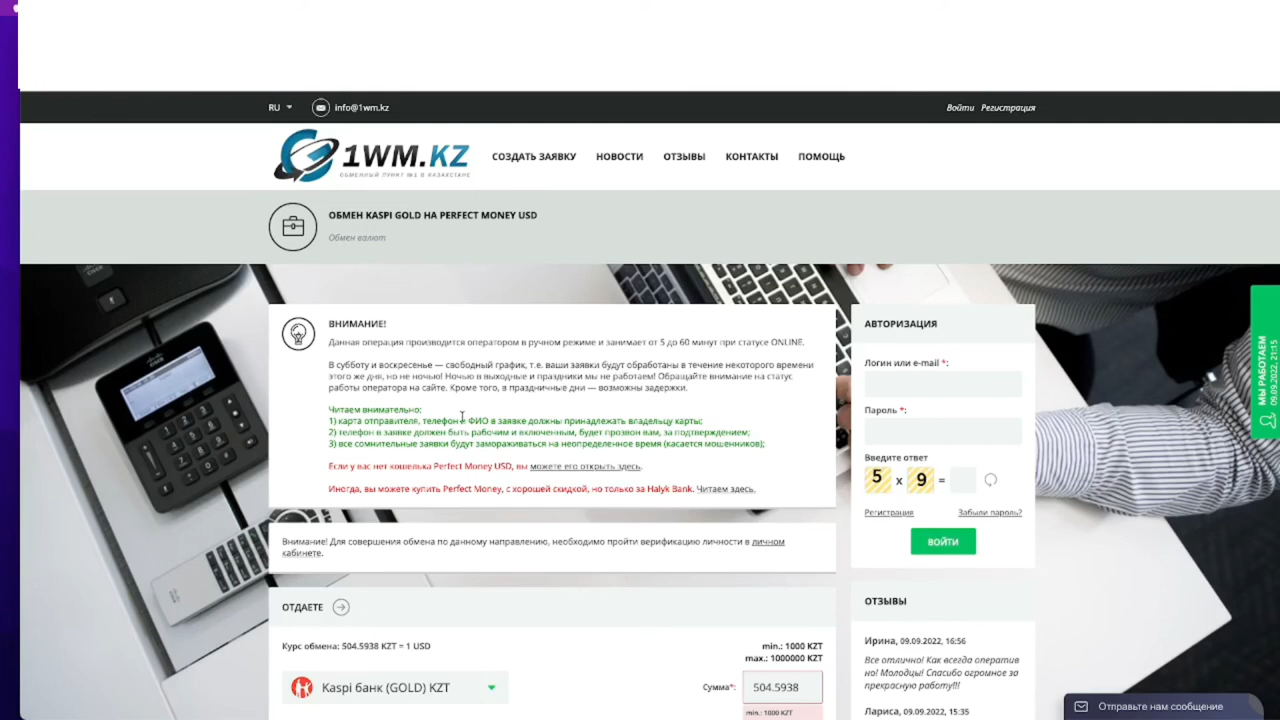 RU
info@1wm.kz
Войти Регистрация
1WM.KZ
ОБМЕННЫЙ ПУНКТ №1 В КАЗАХСТАНЕ
СОЗДАТЬ ЗАЯВКУ НОВОСТИ ОТЗЫВЫ КОНТАКТЫ ПОМОЩЬ
ОБМЕН KASPI GOLD НА PERFECT MONEY USD
Обмен валют
ВНИМАНИЕ!
Данная операция производится оператором в ручном режиме и занимает от 5 до 60 минут при статусе ONLINE.
В субботу и воскресенье — свободный график, т.е. ваши заявки будут обработаны в течение некоторого времени
этого же дня, но не ночью! Ночью в выходные и праздники мы не работаем! Обращайте внимание на статус
работы оператора на сайте. Кроме того, в праздничные дни — возможны задержки.
Читаем внимательно:
1) карта отправителя, телефон и ФИО в заявке должны принадлежать владельцу карты;
2) телефон в заявке должен быть рабочим и включенным, будет прозвон вам, за подтверждением;
3) все сомнительные заявки будут замораживаться на неопределенное время (касается мошенников);
Если у вас нет кошелька Perfect Money USD, вы можете его открыть здесь.
Иногда, вы можете купить Perfect Money, с хорошей скидкой, но только за Halyk Bank. Читаем здесь.
Внимание! Для совершения обмена по данному направлению, необходимо пройти верификацию личности в личном
кабинете.
ОТДАЕТЕ
Курс обмена: 504.5938 KZT = 1 USD
min.: 1000 KZT
max.: 1000000 KZT
Kaspi банк (GOLD) KZT
Сумма*: 504.5938
min.: 1000 KZT
АВТОРИЗАЦИЯ
Логин или e-mail *:
Пароль *:
Введите ответ
5 x 9 =
Регистрация Забыли пароль?
ВОЙТИ
ОТЗЫВЫ
Ирина, 09.09.2022, 16:56
Все отлично! Как всегда оператив
но! Молодцы! Спасибо огромное за
прекрасную работу!!!
Лариса, 09.09.2022, 15:35
МЫ РАБОТАЕМ
09.09.2022, 21:15
Отправьте нам сообщение